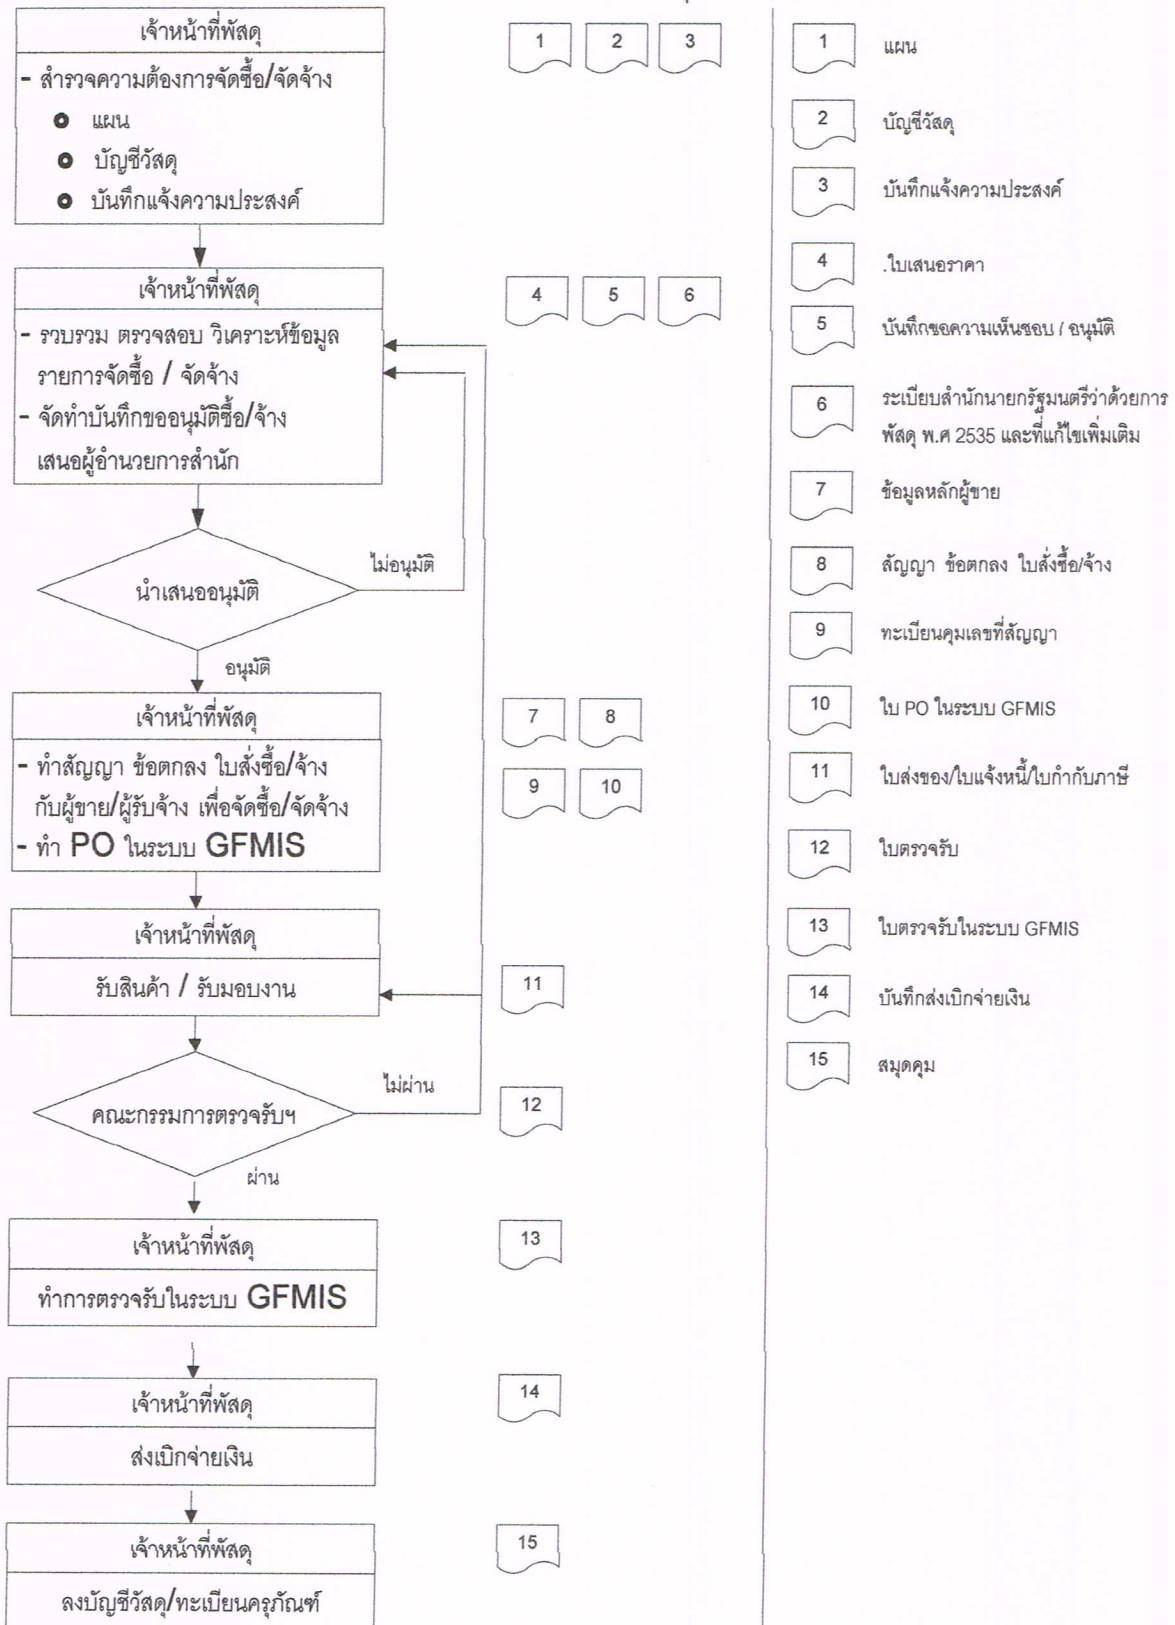 เจ้าหน้าที่พัสดุ
- สำรวจความต้องการจัดซื้อ/จัดจ้าง
แผน
บัญชีวัสดุ
บันทึกแจ้งความประสงค์
1 2 3
เจ้าหน้าที่พัสดุ
- รวบรวม ตรวจสอบ วิเคราะห์ข้อมูล
รายการจัดซื้อ / จัดจ้าง
- จัดทำบันทึกขออนุมัติซื้อ/จ้าง
เสนอผู้อำนวยการสำนัก
4 5 6
นำเสนออนุมัติ
ไม่อนุมัติ
อนุมัติ
เจ้าหน้าที่พัสดุ
- ทำสัญญา ข้อตกลง ใบสั่งซื้อ/จ้าง
กับผู้ขาย/ผู้รับจ้าง เพื่อจัดซื้อ/จัดจ้าง
- ทำ PO ในระบบ GFMIS
7 8
9 10
เจ้าหน้าที่พัสดุ
รับสินค้า / รับมอบงาน
11
คณะกรรมการตรวจรับฯ
ไม่ผ่าน
12
ผ่าน
เจ้าหน้าที่พัสดุ
ทำการตรวจรับในระบบ GFMIS
13
เจ้าหน้าที่พัสดุ
ส่งเบิกจ่ายเงิน
14
เจ้าหน้าที่พัสดุ
ลงบัญชีวัสดุ/ทะเบียนครุภัณฑ์
15
1 แผน
2 บัญชีวัสดุ
3 บันทึกแจ้งความประสงค์
4 .ใบเสนอราคา
5 บันทึกขอความเห็นชอบ / อนุมัติ
6 ระเบียบสำนักนายกรัฐมนตรีว่าด้วยการ
พัสดุ พ.ศ 2535 และที่แก้ไขเพิ่มเติม
7 ข้อมูลหลักผู้ขาย
8 สัญญา ข้อตกลง ใบสั่งซื้อ/จ้าง
9 ทะเบียนคุมเลขที่สัญญา
10 ใบ PO ในระบบ GFMIS
11 ใบส่งของ/ใบแจ้งหนี้/ใบกำกับภาษี
12 ใบตรวจรับ
13 ใบตรวจรับในระบบ GFMIS
14 บันทึกส่งเบิกจ่ายเงิน
15 สมุดคุม